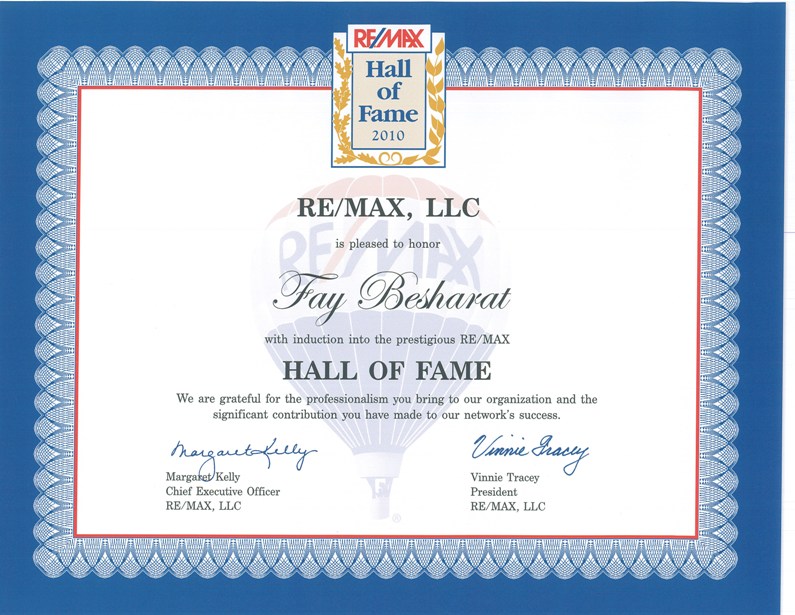 RE/MAX
Hall
of
Fame
2010
RE/MAX, LLC
is pleased to honor
RE/MAX
Fay Besharat
with induction into the prestigious RE/MAX
HALL OF FAME
We are grateful for the professionalism you bring to our organization and the
significant contribution you have made to our network's success.
Margaret Kelly
Vinnie Tracey
Margaret Kelly
Chief Executive Officer
RE/MAX, LLC
Vinnie Tracey
President
RE/MAX, LLC
®